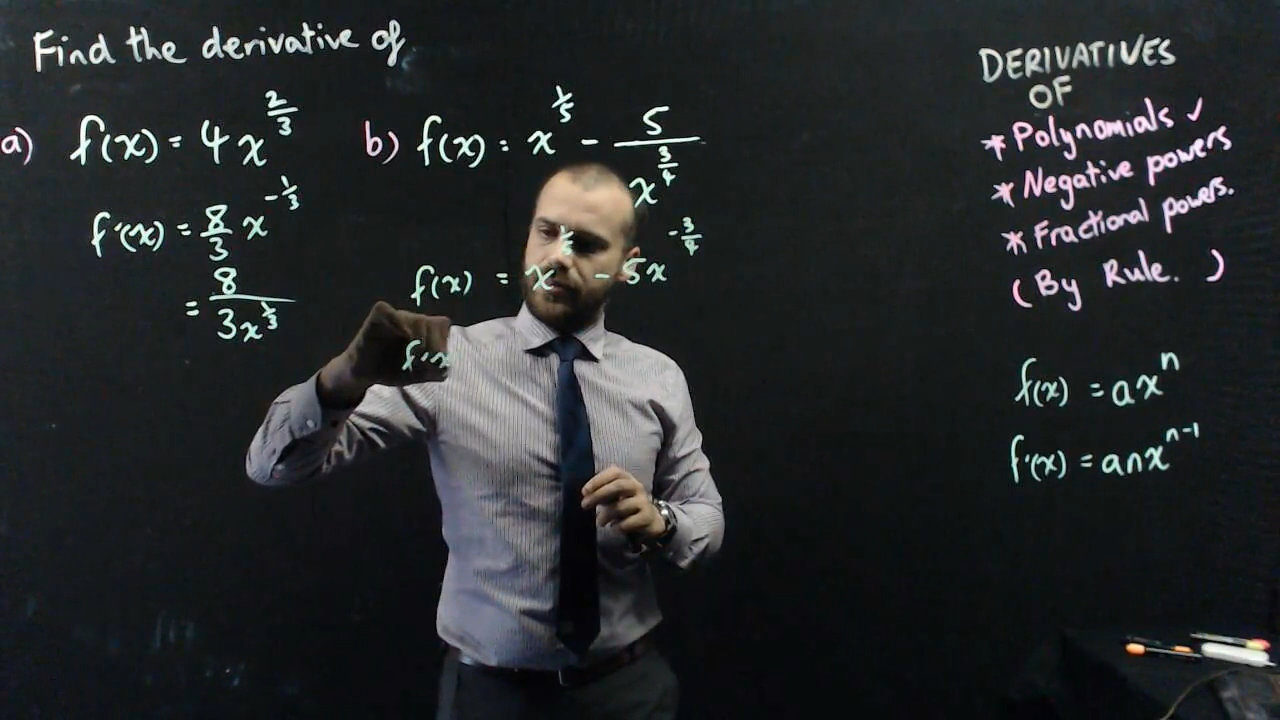 Find the derivative of
a) f(x) = 4x^(2/3)
f'(x) = 8/3 x^(-1/3)
= 8/(3x^(1/3))
b) f(x) = x^(1/5) - 5/x^(3/4)
f(x) = x^(1/5) - 5x^(-3/4)
f'(x
DERIVATIVES
OF
* Polynomials ✓
* Negative powers
* Fractional powers.
(By Rule. )
f(x) = ax^n
f'(x) = anx^(n-1)